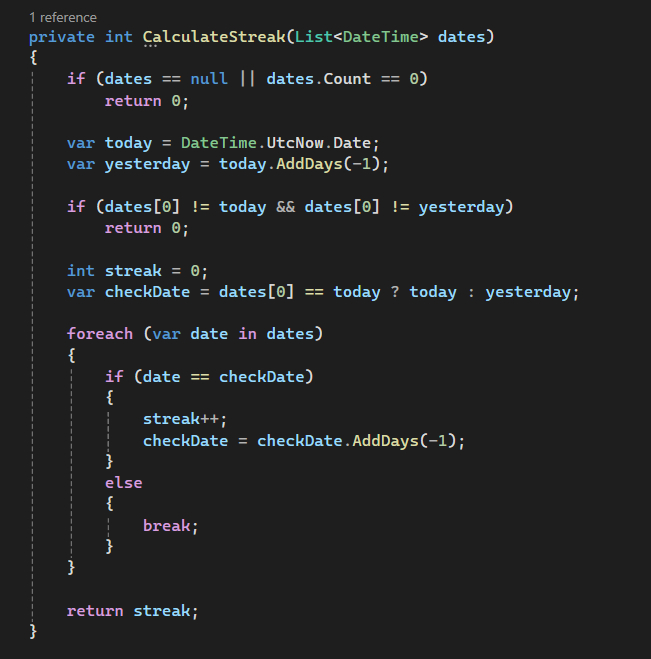 1 reference
private int CalculateStreak(List<DateTime> dates)
{
    if (dates == null || dates.Count == 0)
        return 0;

    var today = DateTime.UtcNow.Date;
    var yesterday = today.AddDays(-1);

    if (dates[0] != today && dates[0] != yesterday)
        return 0;

    int streak = 0;
    var checkDate = dates[0] == today ? today : yesterday;

    foreach (var date in dates)
    {
        if (date == checkDate)
        {
            streak++;
            checkDate = checkDate.AddDays(-1);
        }
        else
        {
            break;
        }
    }

    return streak;
}